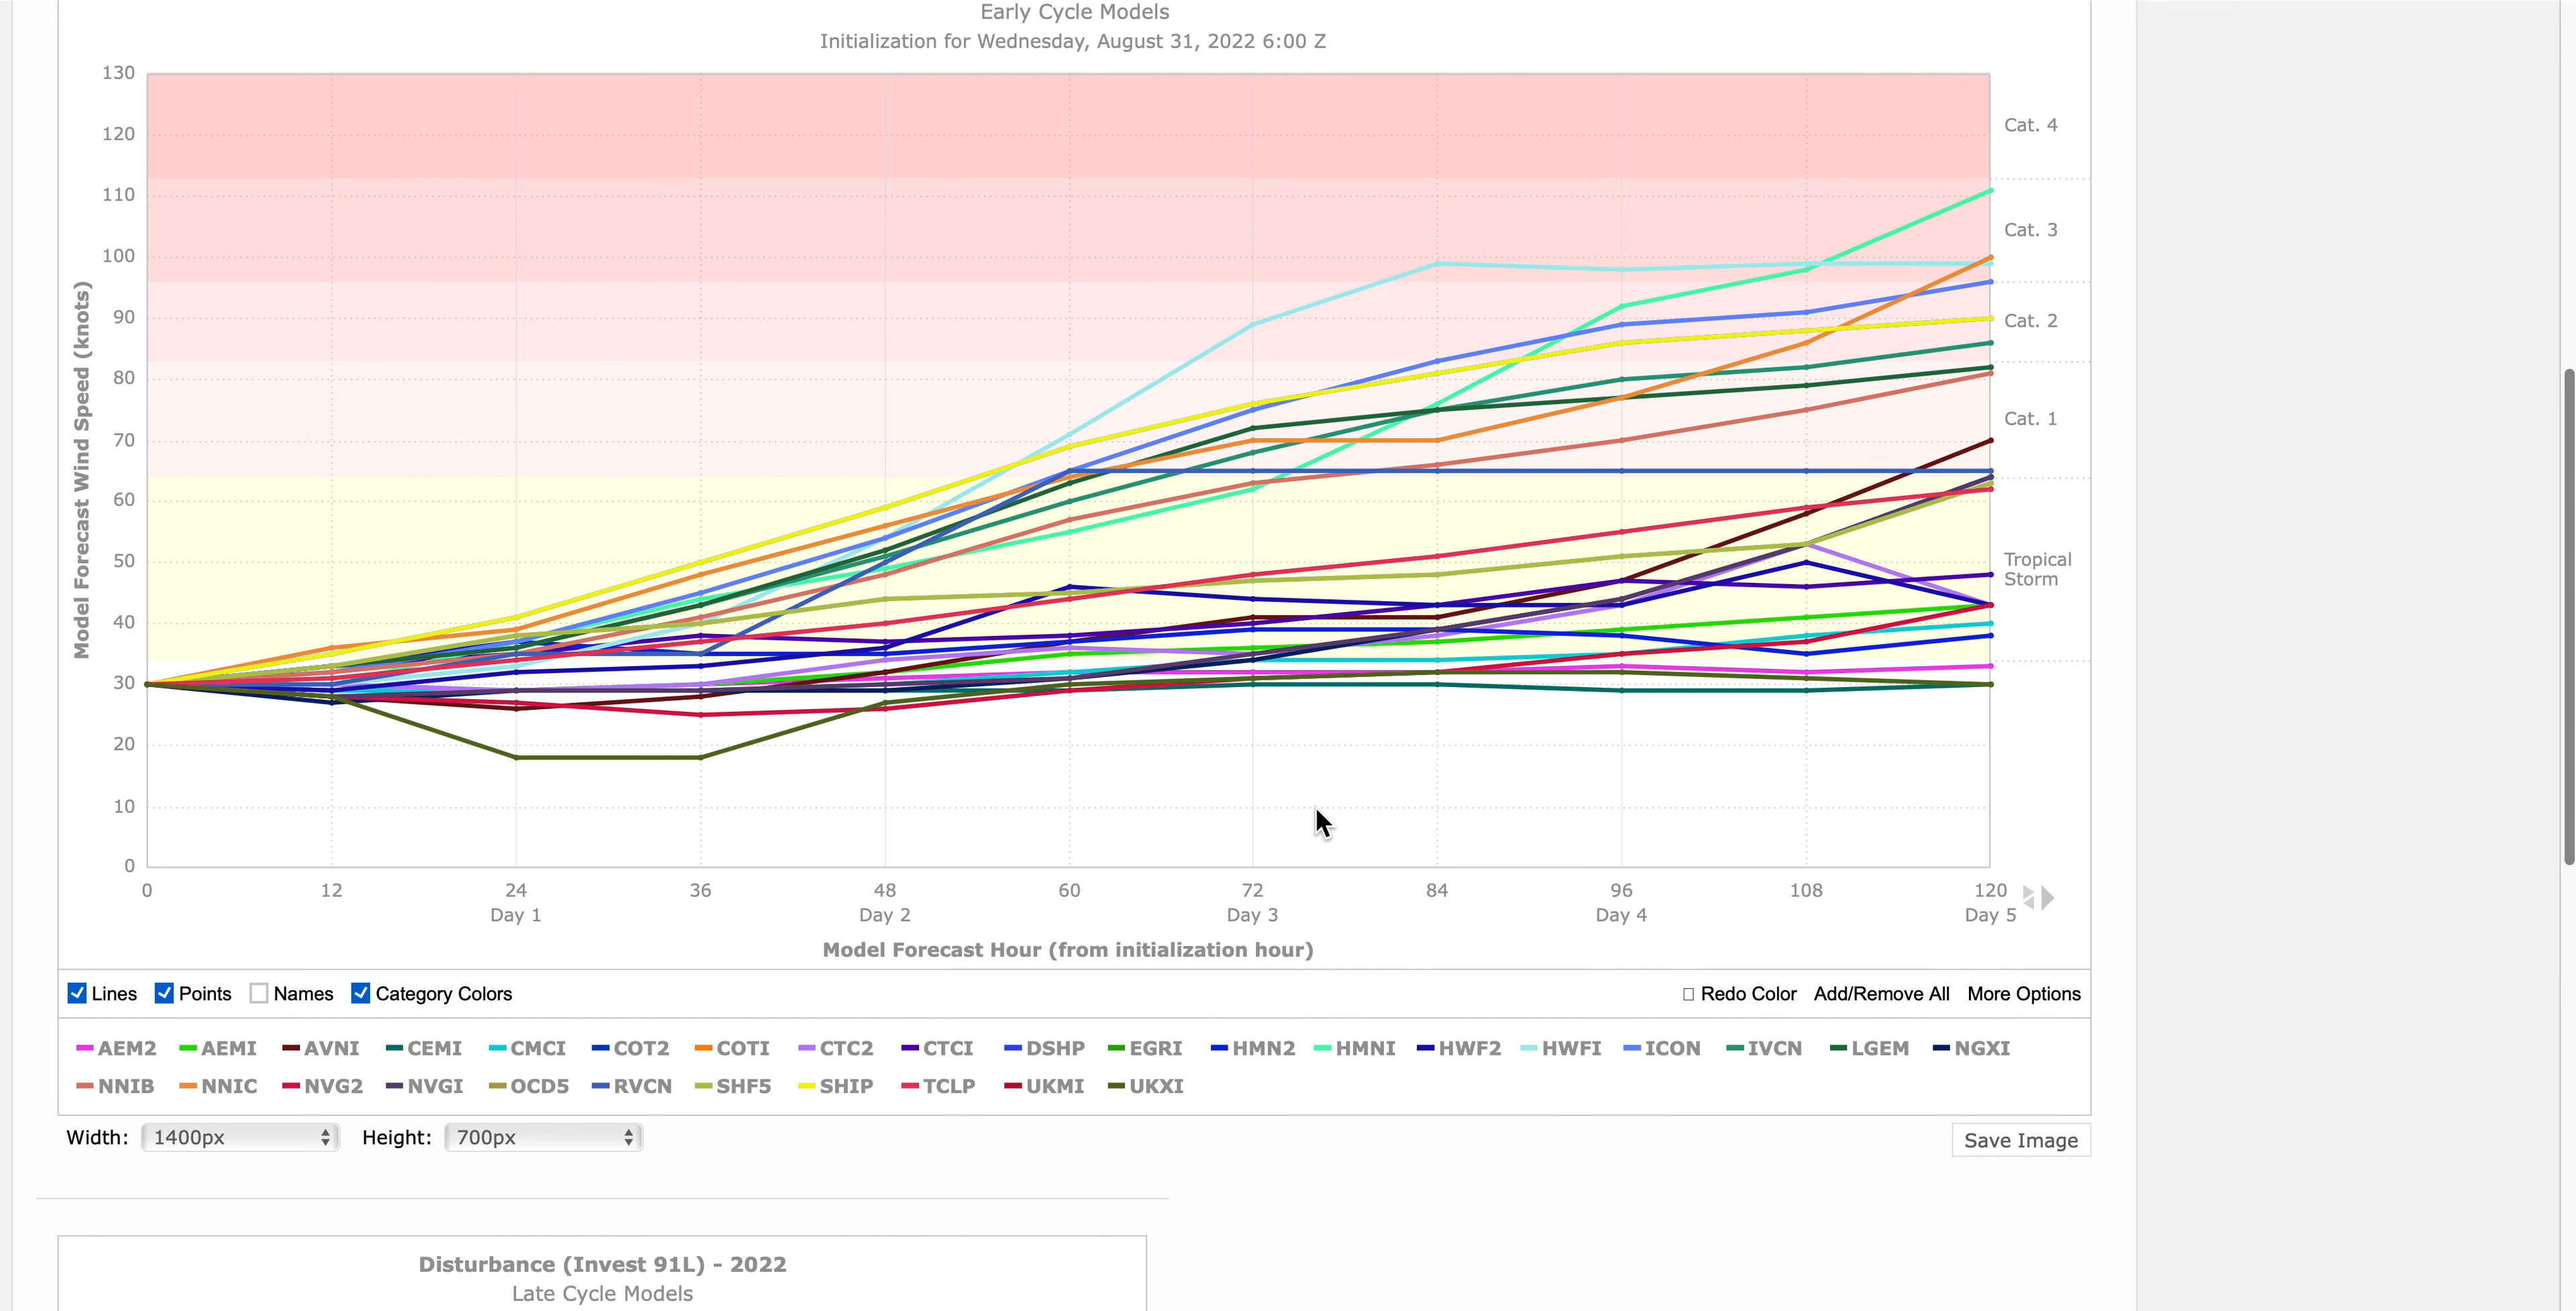 Early Cycle Models
Initialization for Wednesday, August 31, 2022 6:00 Z
130
120
110
100
90
80
70
60
50
40
30
20
10
0
Model Forecast Wind Speed (knots)
Cat. 4
Cat. 3
Cat. 2
Cat. 1
Tropical
Storm
0 12 24 36 48 60 72 84 96 108 120
Day 1 Day 2 Day 3 Day 4 Day 5
Model Forecast Hour (from initialization hour)
Lines Points Names Category Colors Redo Color Add/Remove All More Options
AEM2 AEMI AVNI CEMI CMCI COT2 COTI CTC2 CTCI DSHP EGRI HMN2 HMNI HWF2 HWFI ICON IVCN LGEM NGXI
NNIB NNIC NVG2 NVGI OCD5 RVCN SHF5 SHIP TCLP UKMI UKXI
Width: 1400px Height: 700px Save Image
Disturbance (Invest 91L) - 2022
Late Cycle Models